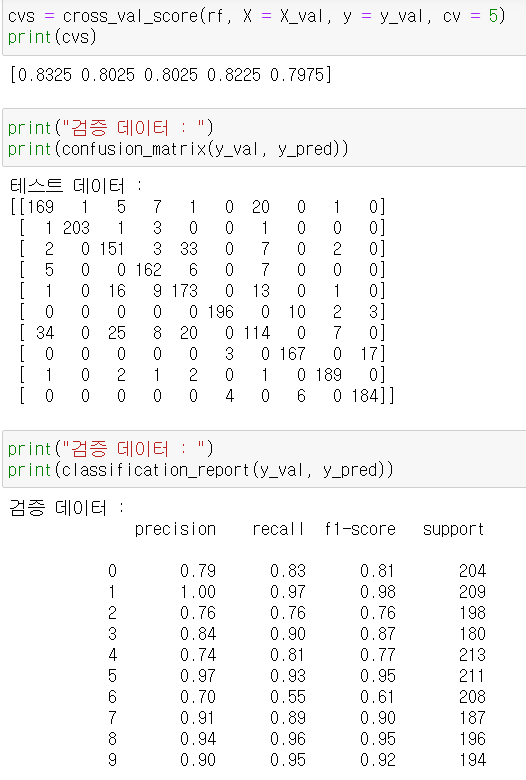 cvs = cross_val_score(rf, X = X_val, y = y_val, cv = 5)
print(cvs)
[0.8325 0.8025 0.8025 0.8225 0.7975]
print("검증 데이터 : ")
print(confusion_matrix(y_val, y_pred))
테스트 데이터 :
[[169   1   5   7   1   0  20   0   1   0]
 [  1 203   1   3   0   0   1   0   0   0]
 [  2   0 151   3  33   0   7   0   2   0]
 [  5   0   0 162   6   0   7   0   0   0]
 [  1   0  16   9 173   0  13   0   1   0]
 [  0   0   0   0   0 196   0  10   2   3]
 [ 34   0  25   8  20   0 114   0   7   0]
 [  0   0   0   0   0   3   0 167   0  17]
 [  1   0   2   1   2   0   1   0 189   0]
 [  0   0   0   0   0   4   0   6   0 184]]
print("검증 데이터 : ")
print(classification_report(y_val, y_pred))
검증 데이터 :
              precision    recall  f1-score   support
           0       0.79      0.83      0.81       204
           1       1.00      0.97      0.98       209
           2       0.76      0.76      0.76       198
           3       0.84      0.90      0.87       180
           4       0.74      0.81      0.77       213
           5       0.97      0.93      0.95       211
           6       0.70      0.55      0.61       208
           7       0.91      0.89      0.90       187
           8       0.94      0.96      0.95       196
           9       0.90      0.95      0.92       194